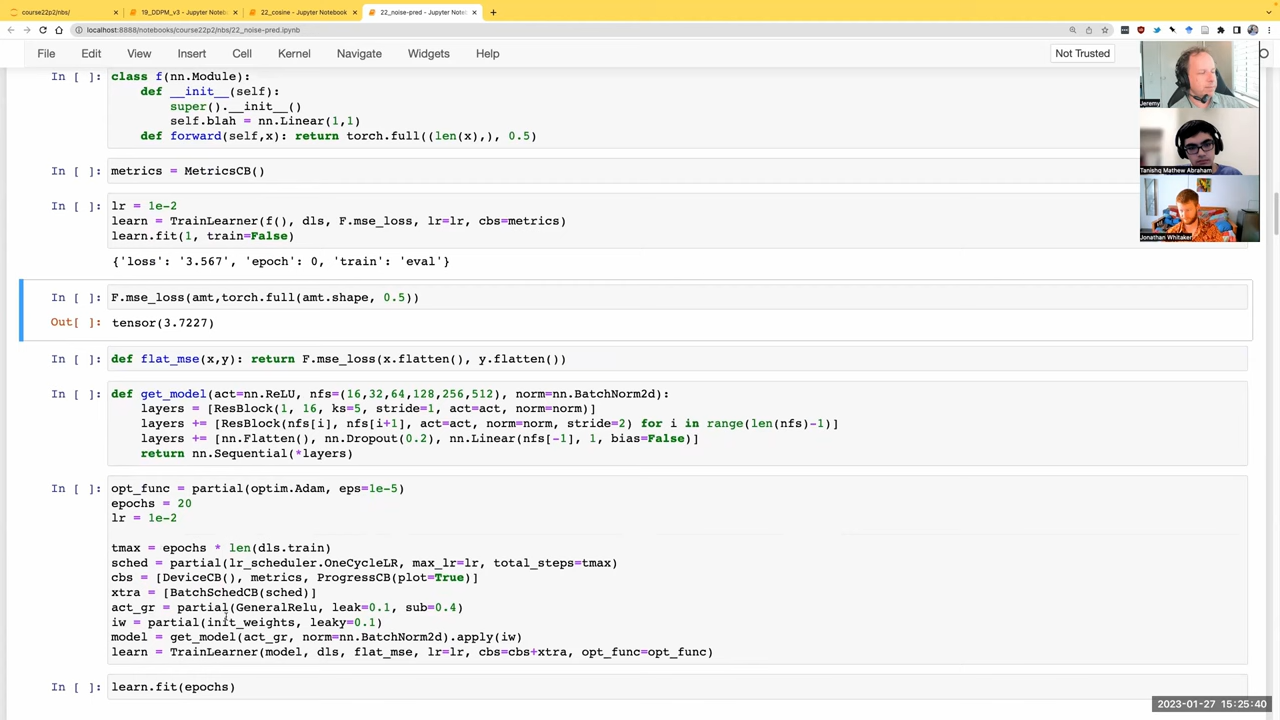 course22p2/nbs/
19_DDPM_v3 - Jupyter Noteb
22_cosine - Jupyter Notebook
22_noise-pred - Jupyter Notet
localhost:8888/notebooks/course22p2/nbs/22_noise-pred.ipynb
File Edit View Insert Cell Kernel Navigate Widgets Help
Not Trusted
In [ ]: class f(nn.Module):
    def __init__(self):
        super().__init__()
        self.blah = nn.Linear(1,1)
    def forward(self,x): return torch.full((len(x),), 0.5)
Jeremy
In [ ]: metrics = MetricsCB()
Tanishq Mathew Abraham
In [ ]: lr = 1e-2
learn = TrainLearner(f(), dls, F.mse_loss, lr=lr, cbs=metrics)
learn.fit(1, train=False)
Jonathan Whitaker
{'loss': '3.567', 'epoch': 0, 'train': 'eval'}
In [ ]: F.mse_loss(amt,torch.full(amt.shape, 0.5))
Out[ ]: tensor(3.7227)
In [ ]: def flat_mse(x,y): return F.mse_loss(x.flatten(), y.flatten())
In [ ]: def get_model(act=nn.ReLU, nfs=(16,32,64,128,256,512), norm=nn.BatchNorm2d):
    layers = [ResBlock(1, 16, ks=5, stride=1, act=act, norm=norm)]
    layers += [ResBlock(nfs[i], nfs[i+1], act=act, norm=norm, stride=2) for i in range(len(nfs)-1)]
    layers += [nn.Flatten(), nn.Dropout(0.2), nn.Linear(nfs[-1], 1, bias=False)]
    return nn.Sequential(*layers)
In [ ]: opt_func = partial(optim.Adam, eps=1e-5)
epochs = 20
lr = 1e-2
tmax = epochs * len(dls.train)
sched = partial(lr_scheduler.OneCycleLR, max_lr=lr, total_steps=tmax)
cbs = [DeviceCB(), metrics, ProgressCB(plot=True)]
xtra = [BatchSchedCB(sched)]
act_gr = partial(GeneralRelu, leak=0.1, sub=0.4)
iw = partial(init_weights, leaky=0.1)
model = get_model(act_gr, norm=nn.BatchNorm2d).apply(iw)
learn = TrainLearner(model, dls, flat_mse, lr=lr, cbs=cbs+xtra, opt_func=opt_func)
In [ ]: learn.fit(epochs)
2023-01-27 15:25:40